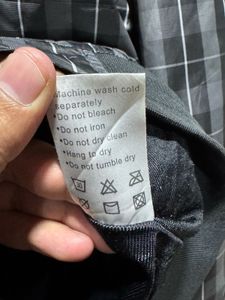 Machine wash cold
separately
•Do not bleach
•Do not iron
•Do not dry clean
•Hang to dry
•Do not tumble dry